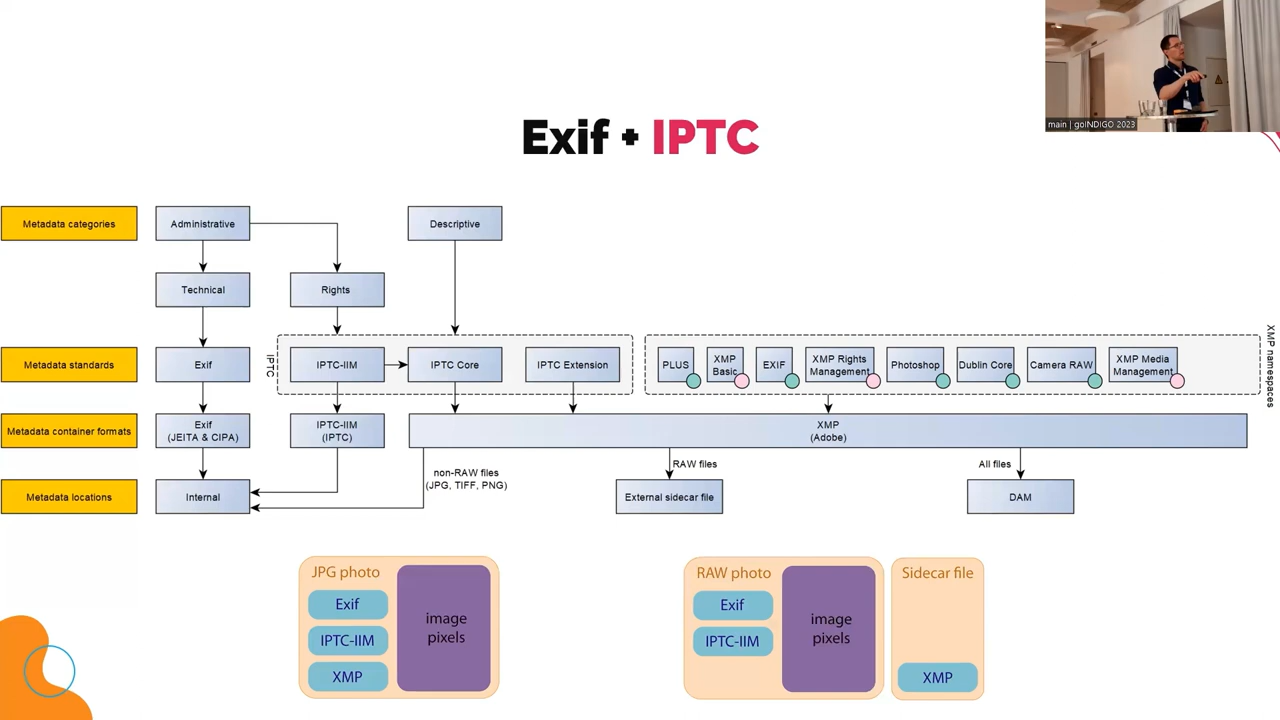 main | goINDIGO 2023
Exif + IPTC
Metadata categories
Administrative
Descriptive
Technical
Rights
Metadata standards
Exif
IPTC
IPTC-IIM
IPTC Core
IPTC Extension
PLUS
XMP
Basic
EXIF
XMP Rights
Management
Photoshop
Dublin Core
Camera RAW
XMP Media
Management
XMP namespaces
Metadata container formats
Exif
(JEITA & CIPA)
IPTC-IIM
(IPTC)
XMP
(Adobe)
non-RAW files
(JPG, TIFF, PNG)
RAW files
All files
Metadata locations
Internal
External sidecar file
DAM
JPG photo
Exif
IPTC-IIM
XMP
image
pixels
RAW photo
Exif
IPTC-IIM
image
pixels
Sidecar file
XMP